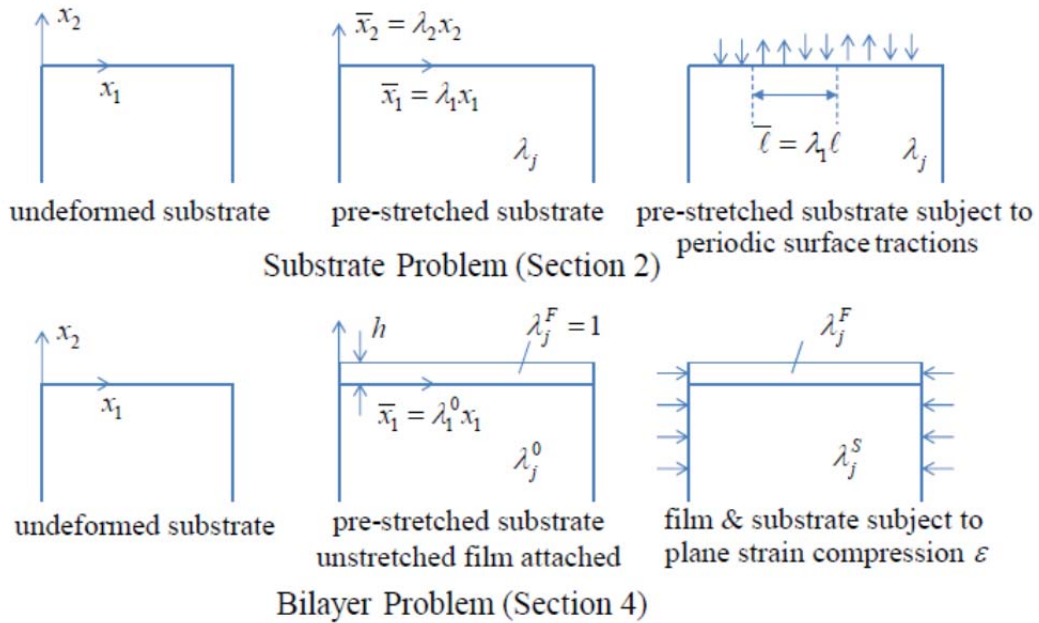 x₂
x₁
undeformed substrate
x̄₂ = λ₂x₂
x̄₁ = λ₁x₁
λⱼ
pre-stretched substrate
ℓ̄ = λ₁ℓ
λⱼ
pre-stretched substrate subject to
periodic surface tractions
Substrate Problem (Section 2)
x₂
x₁
undeformed substrate
h
λⱼᶠ = 1
x̄₁ = λ₁⁰x₁
λⱼ⁰
pre-stretched substrate
unstretched film attached
λⱼᶠ
λⱼˢ
film & substrate subject to
plane strain compression ε
Bilayer Problem (Section 4)